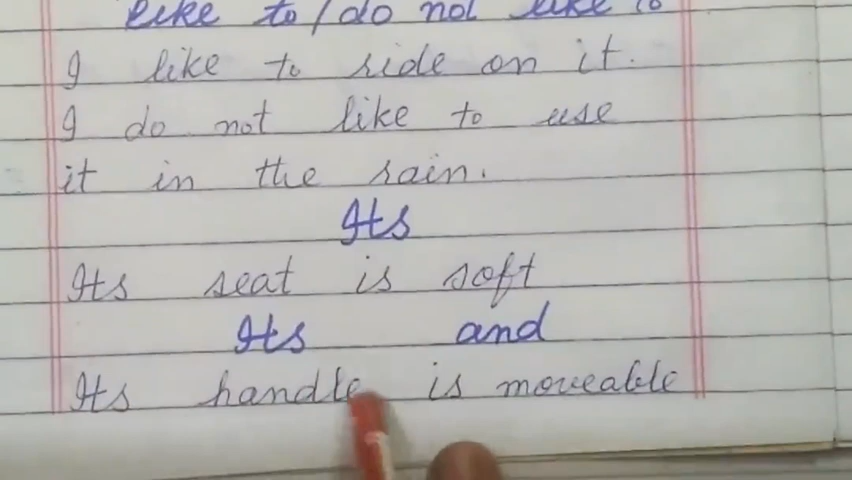 like to/do not like to
I like to ride on it.
I do not like to use
it in the rain.
Its
Its seat is soft
Its and
Its handle is moveable